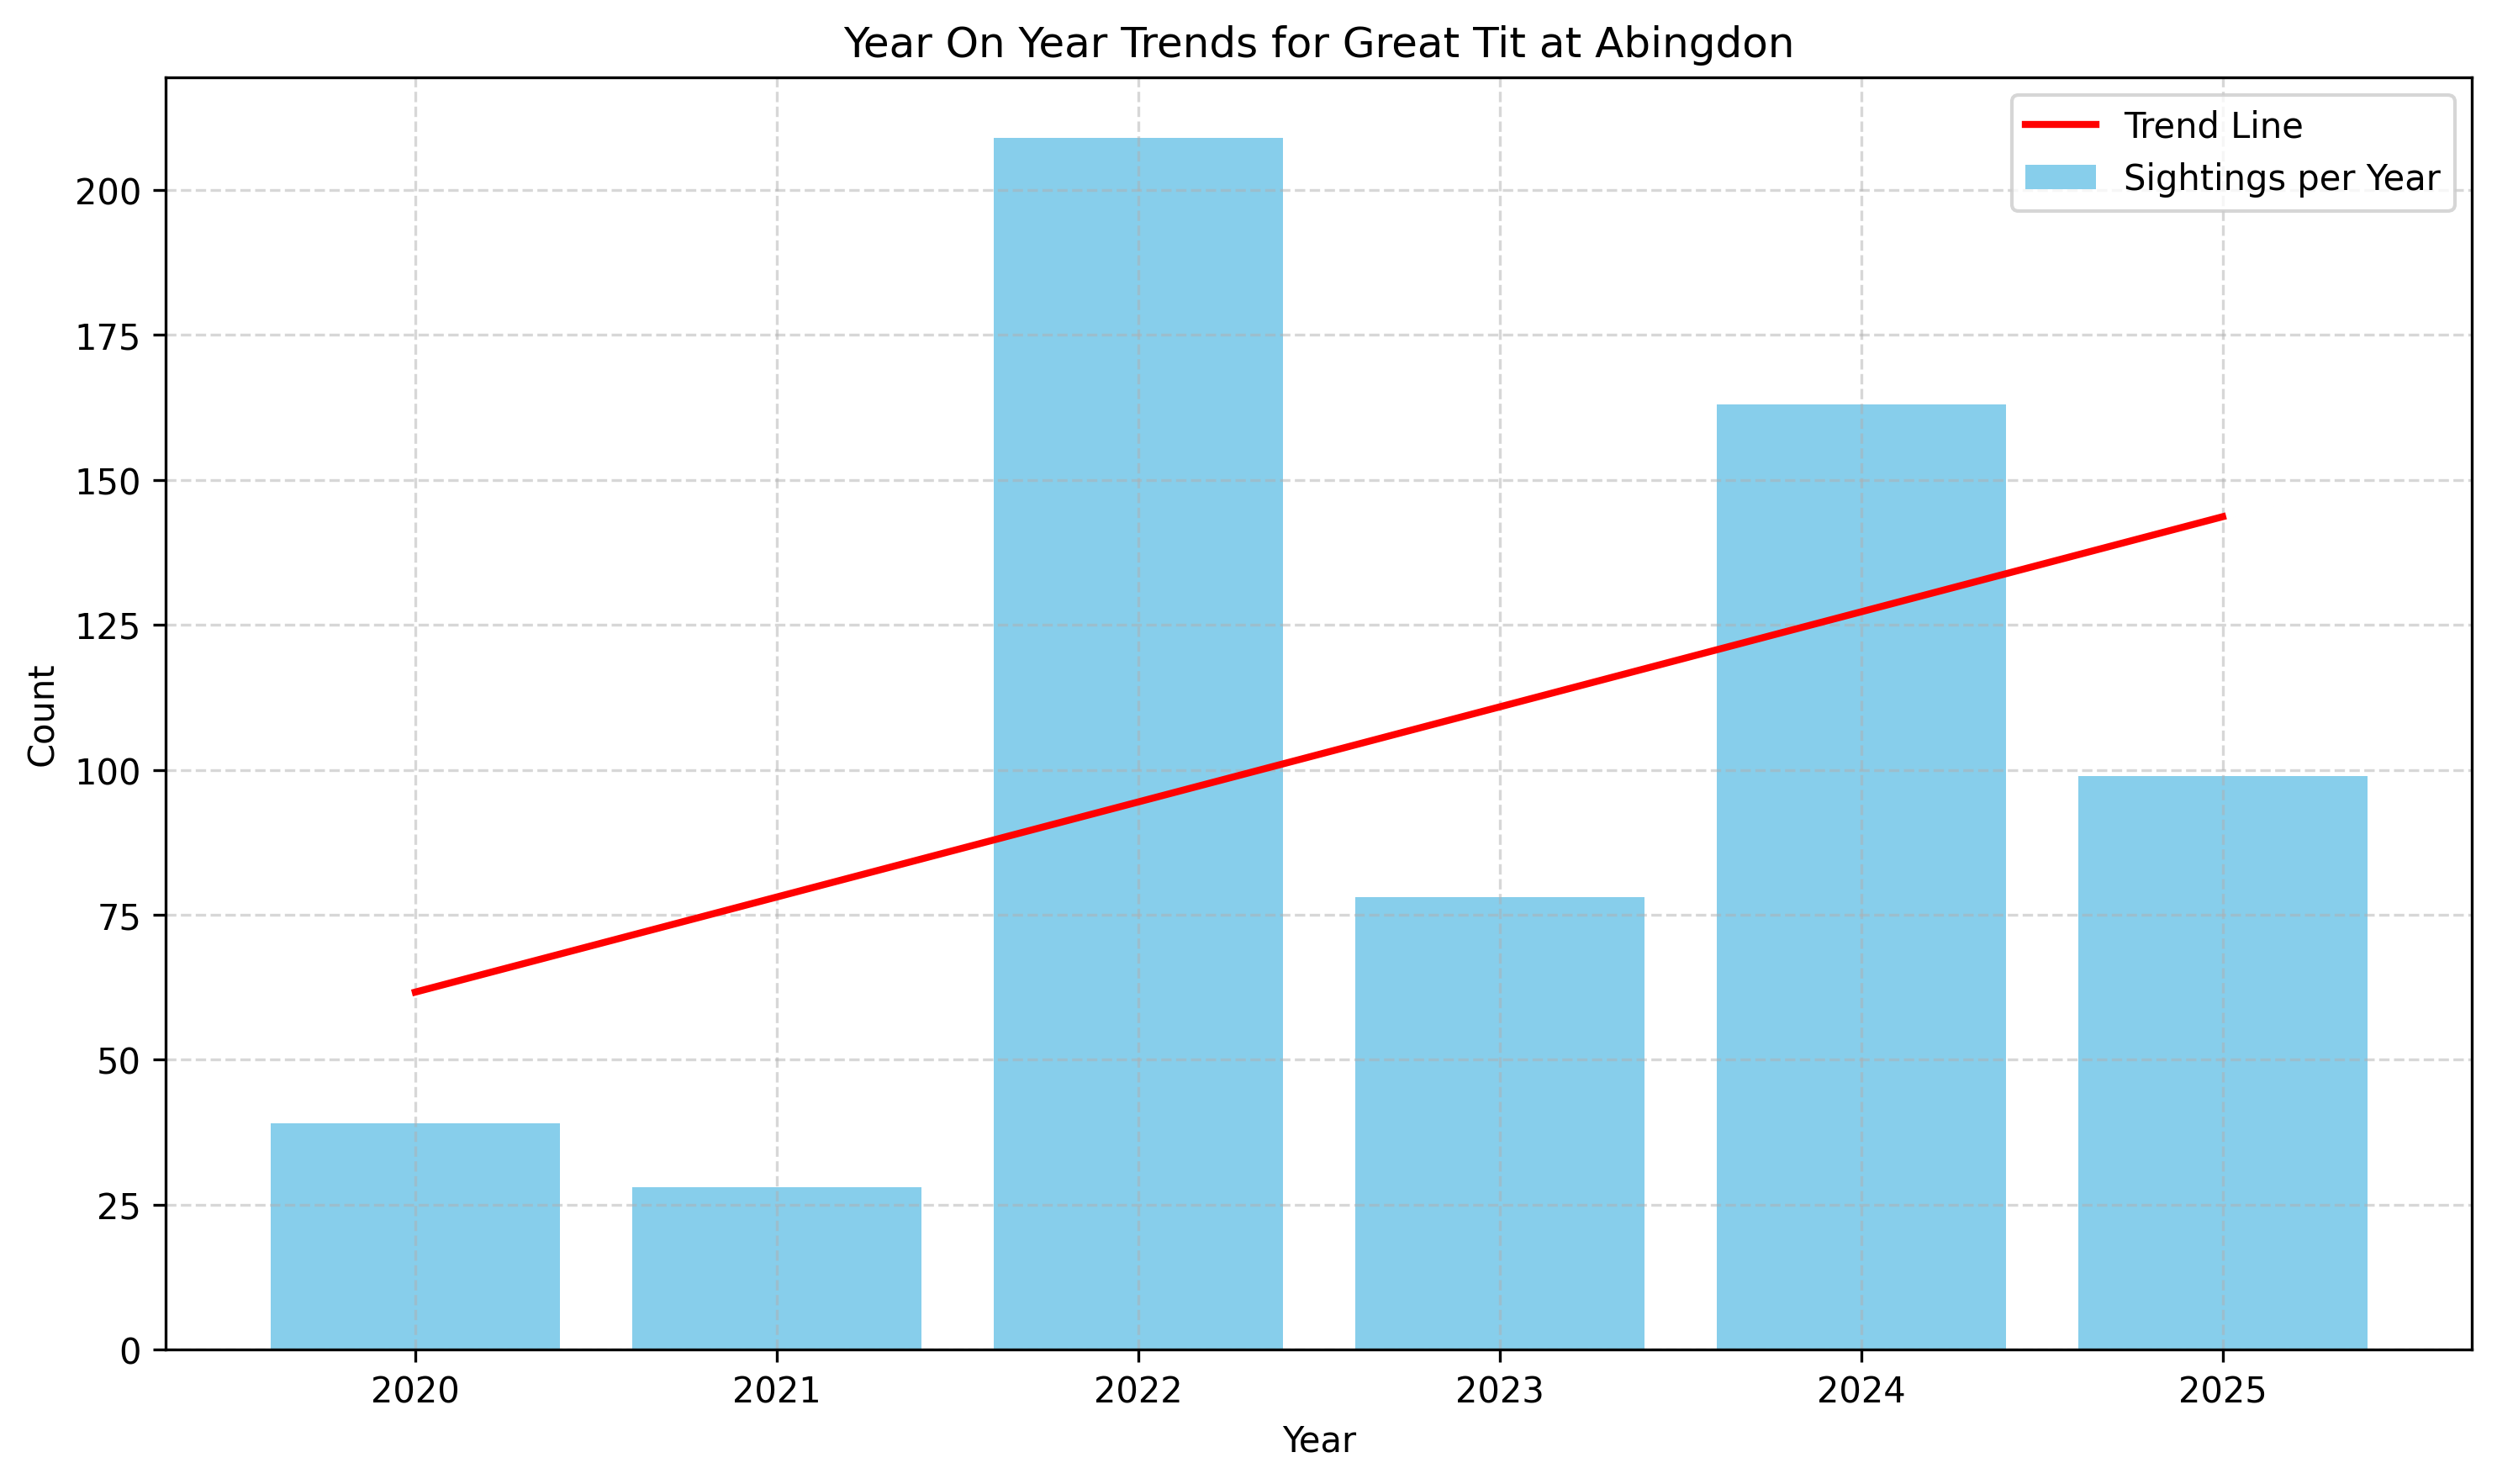 Year On Year Trends for Great Tit at Abingdon
Trend Line
Sightings per Year
200
175
150
125
100
75
50
25
0
Count
2020 2021 2022 2023 2024 2025
Year